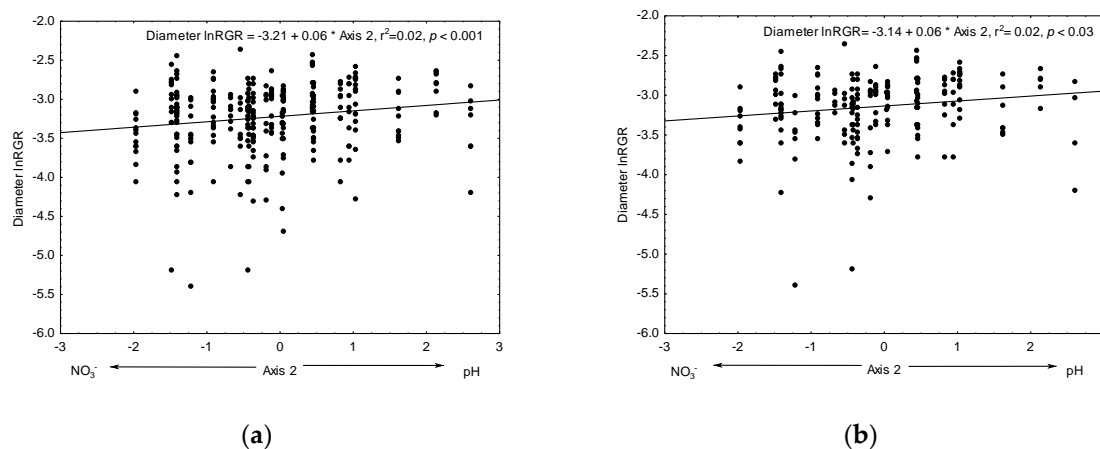 Diameter lnRGR = -3.21 + 0.06 * Axis 2, r²=0.02, p < 0.001
-2.0
-2.5
-3.0
-3.5
-4.0
-4.5
-5.0
-5.5
-6.0
Diameter lnRGR
-3 -2 -1 0 1 2 3
NO₃⁻ Axis 2 pH
(a)
Diameter lnRGR = -3.14 + 0.06 * Axis 2, r²= 0.02, p < 0.03
-2.0
-2.5
-3.0
-3.5
-4.0
-4.5
-5.0
-5.5
-6.0
Diameter lnRGR
-3 -2 -1 0 1 2 3
NO₃⁻ Axis 2 pH
(b)